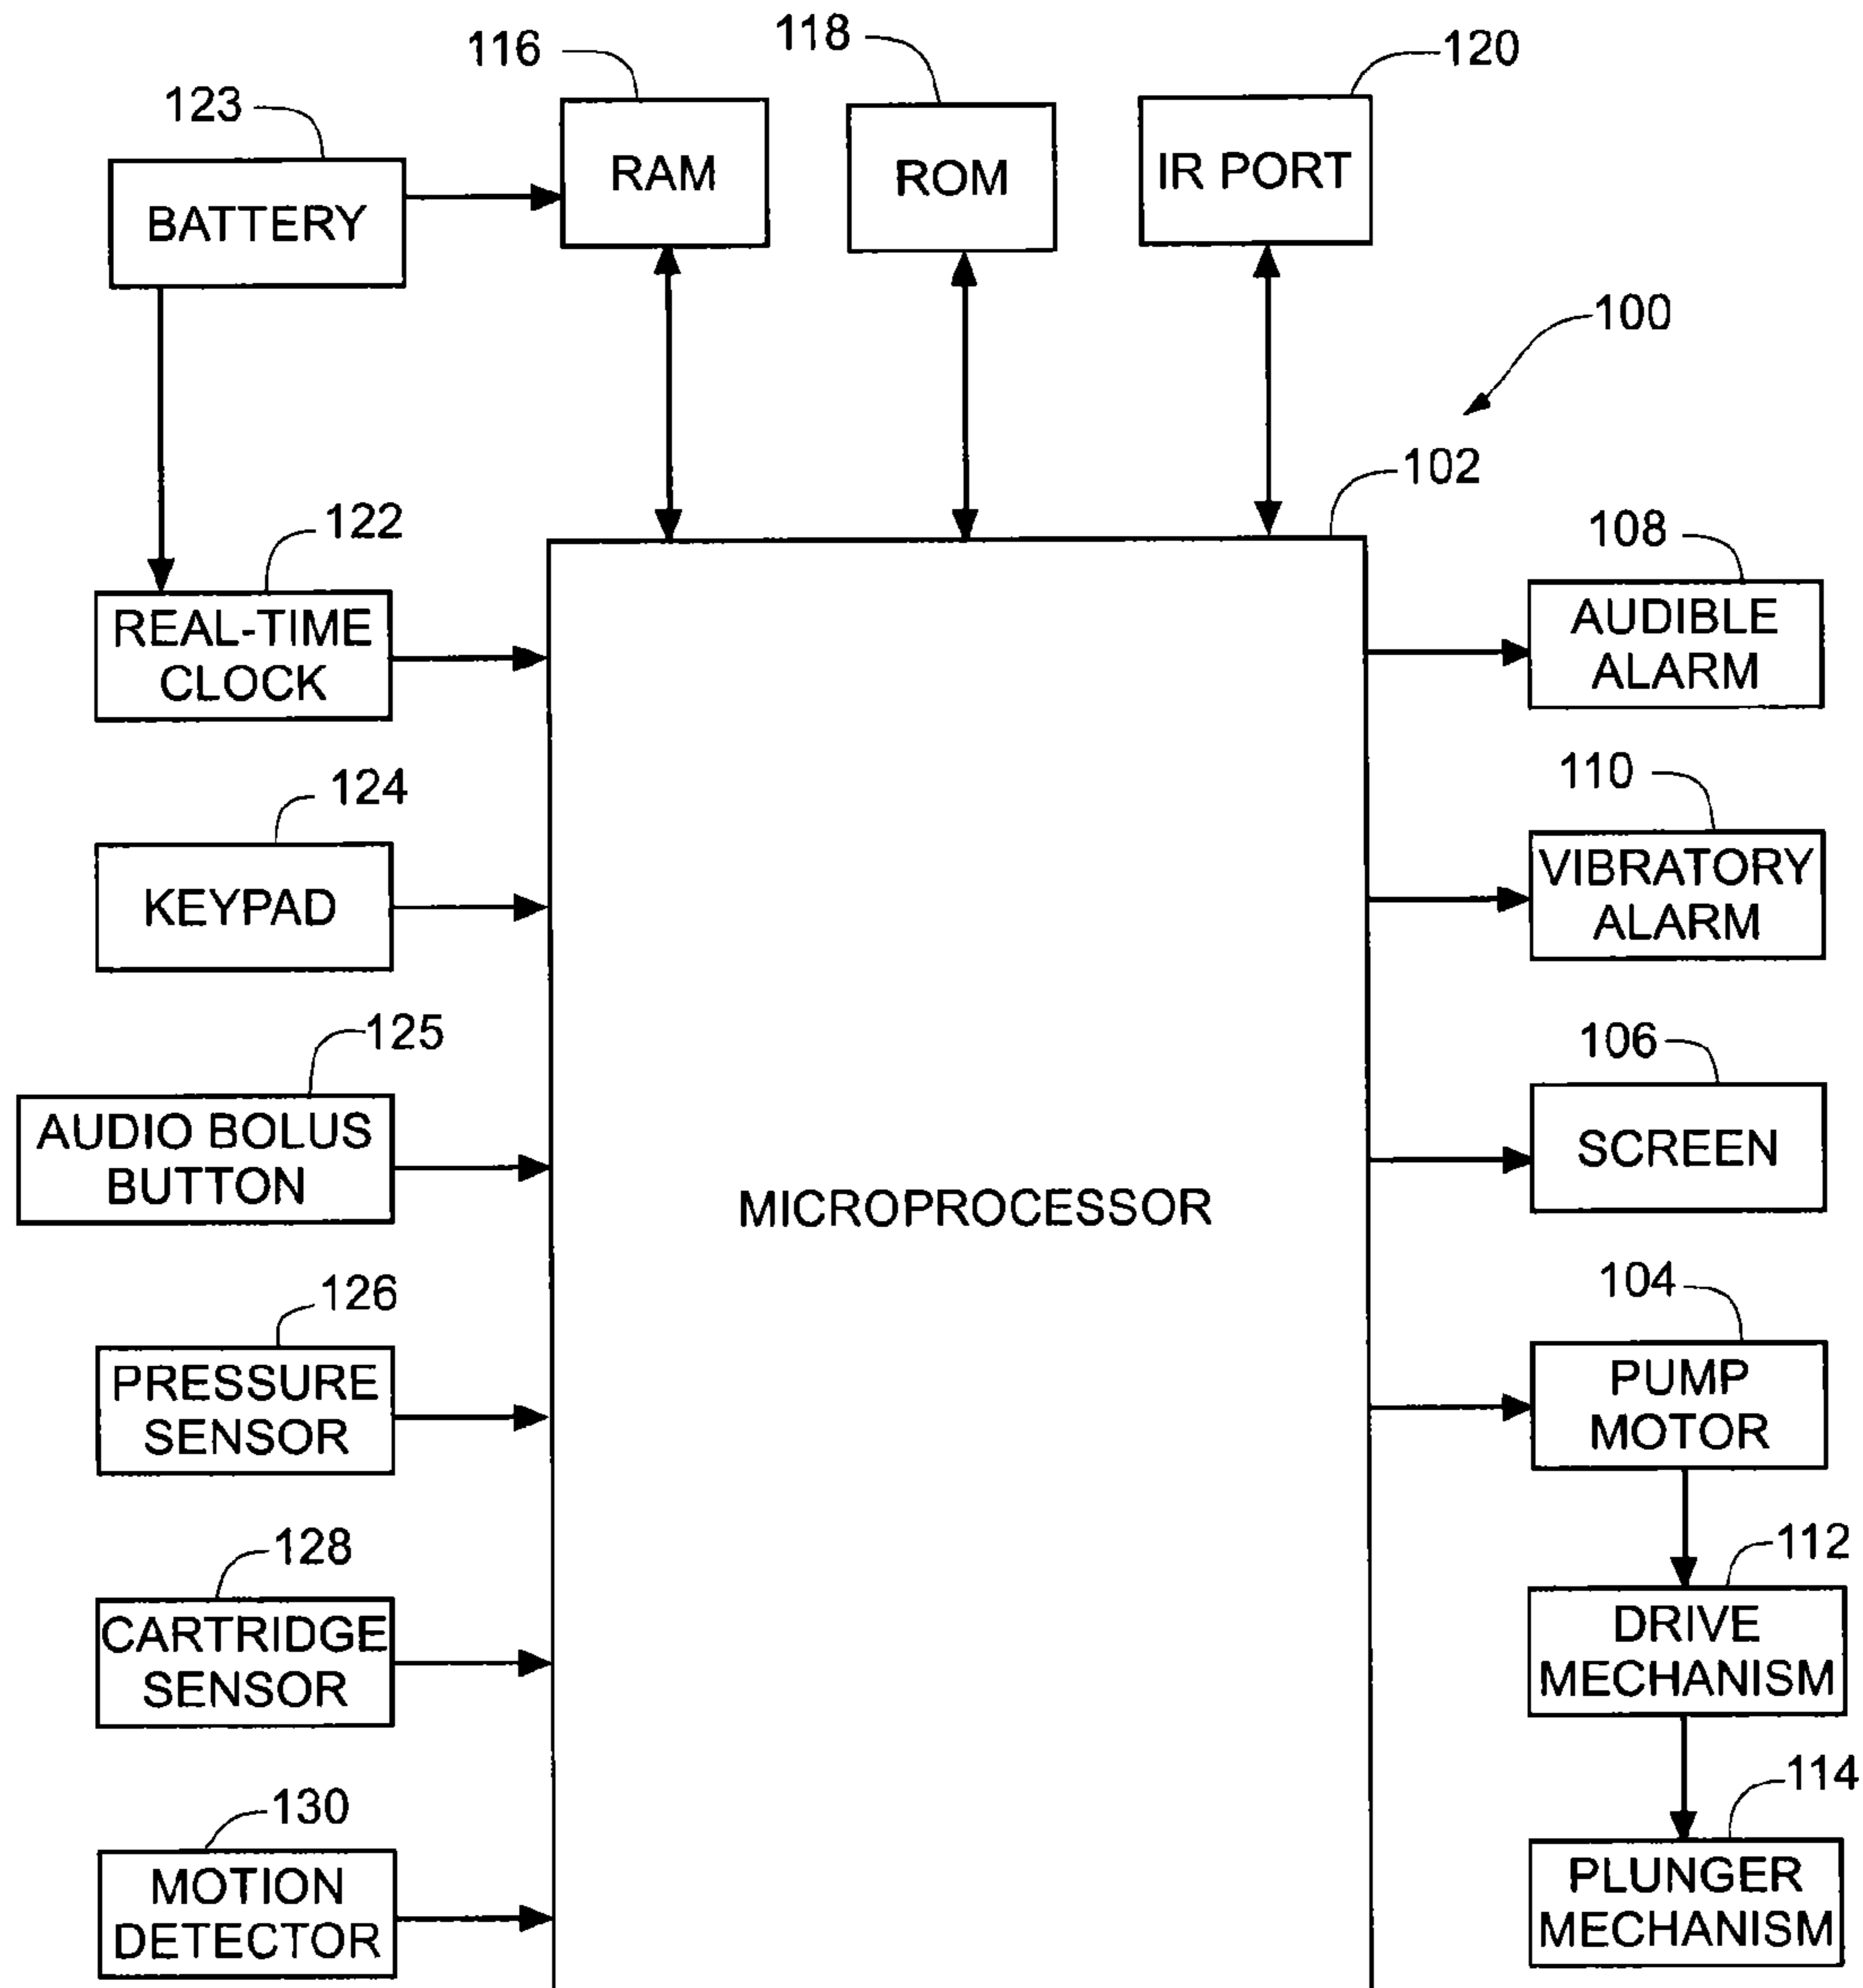 116
118
120
123
RAM
ROM
IR PORT
BATTERY
100
102
122
REAL-TIME
CLOCK
108
AUDIBLE
ALARM
124
KEYPAD
110
VIBRATORY
ALARM
125
AUDIO BOLUS
BUTTON
106
SCREEN
MICROPROCESSOR
126
PRESSURE
SENSOR
104
PUMP
MOTOR
128
CARTRIDGE
SENSOR
112
DRIVE
MECHANISM
130
MOTION
DETECTOR
114
PLUNGER
MECHANISM